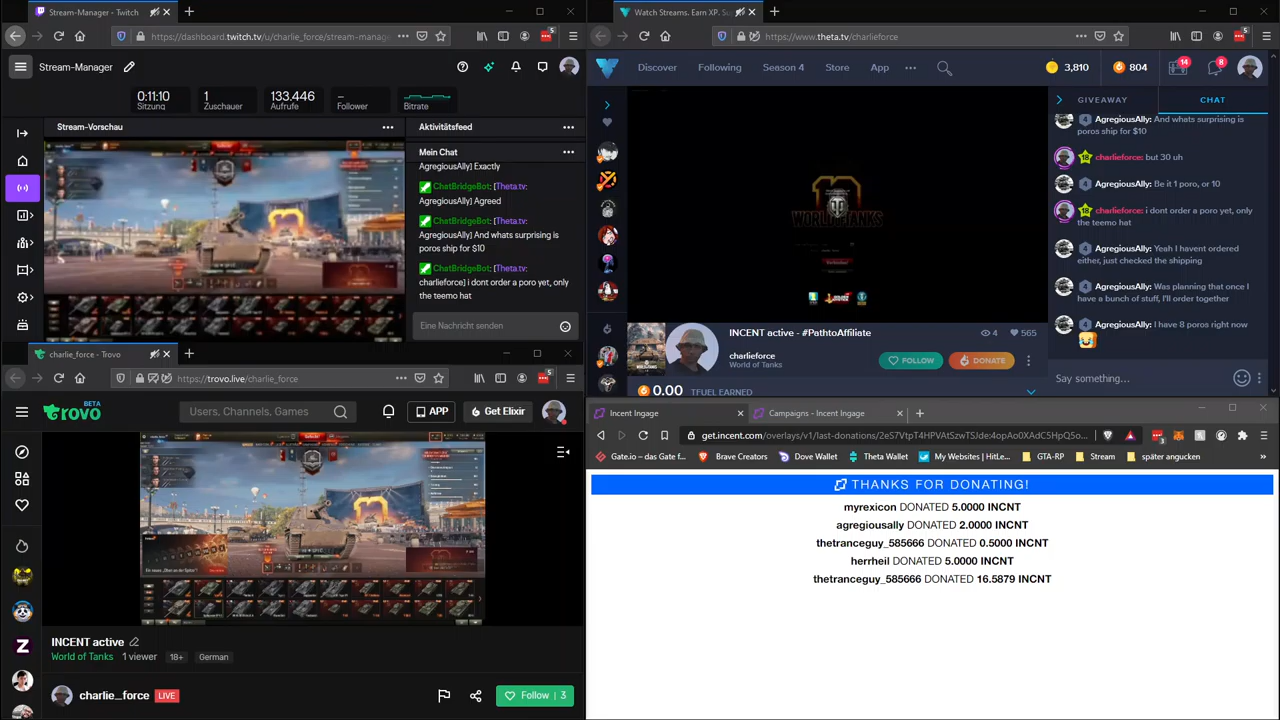 Stream-Manager - Twitch
https://dashboard.twitch.tv/u/charlie_force/stream-manag
5
Stream-Manager
0:11:10
Sitzung
1
Zuschauer
133.446
Aufrufe
–
Follower
Bitrate
Stream-Vorschau
Aktivitätsfeed
Mein Chat
AgregiousAlly] Exactly
ChatBridgeBot: [Theta.tv:
AgregiousAlly] Agreed
ChatBridgeBot: [Theta.tv:
AgregiousAlly] And whats surprising is
poros ship for $10
ChatBridgeBot: [Theta.tv:
charlieforce] i dont order a poro yet, only
the teemo hat
Eine Nachricht senden
Watch Streams. Earn XP. Su
https://www.theta.tv/charlieforce
5
Discover
Following
Season 4
Store
App
3,810
804
14
8
GIVEAWAY
CHAT
WORLD OF TANKS
AgregiousAlly: And whats surprising is
poros ship for $10
charlieforce: but 30 uh
AgregiousAlly: Be it 1 poro, or 10
charlieforce: i dont order a poro yet, only
the teemo hat
AgregiousAlly: Yeah I havent ordered
either, just checked the shipping
AgregiousAlly: Was planning that once I
have a bunch of stuff, I'll order together
AgregiousAlly: I have 8 poros right now
Say something...
INCENT active - #PathtoAffiliate
4
565
charlieforce
World of Tanks
FOLLOW
DONATE
0.00 TFUEL EARNED
charlie_force - Trovo
https://trovo.live/charlie_force
5
Trovo
BETA
Users, Channels, Games
APP
Get Elixir
INCENT active
World of Tanks
1 viewer
18+
German
charlie_force
LIVE
Follow | 3
Incent Ingage
Campaigns - Incent Ingage
Gate.io – das Gate f...
Brave Creators
Dove Wallet
Theta Wallet
My Websites | HitLe...
GTA-RP
Stream
später angucken
THANKS FOR DONATING!
myrexicon DONATED 5.0000 INCNT
agregiousally DONATED 2.0000 INCNT
thetranceguy_585666 DONATED 0.5000 INCNT
herrheil DONATED 5.0000 INCNT
thetranceguy_585666 DONATED 16.5879 INCNT